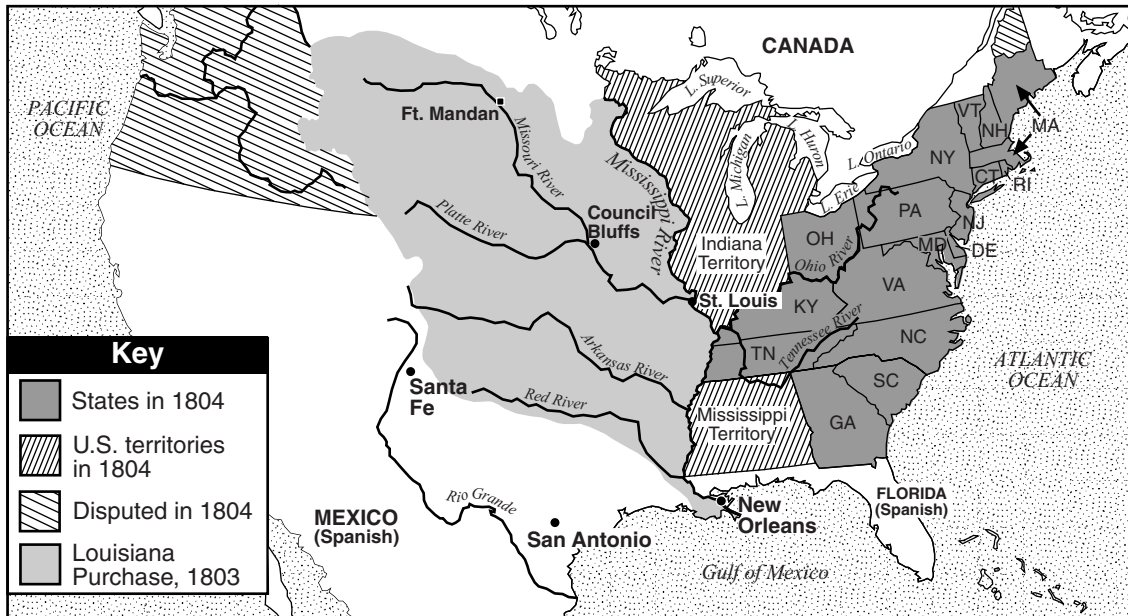 CANADA
PACIFIC
OCEAN
L. Superior
Ft. Mandan
Missouri River
Mississippi River
L. Michigan
Huron
L. Ontario
L. Erie
VT
NH
MA
NY
CT
RI
PA
NJ
OH
MD
DE
Platte River
Council
Bluffs
Indiana
Territory
Ohio River
St. Louis
KY
VA
Tennessee River
TN
NC
Arkansas River
Santa
Fe
Red River
Mississippi
Territory
SC
GA
ATLANTIC
OCEAN
Rio Grande
MEXICO
(Spanish)
San Antonio
New
Orleans
FLORIDA
(Spanish)
Gulf of Mexico
Key
States in 1804
U.S. territories
in 1804
Disputed in 1804
Louisiana
Purchase, 1803